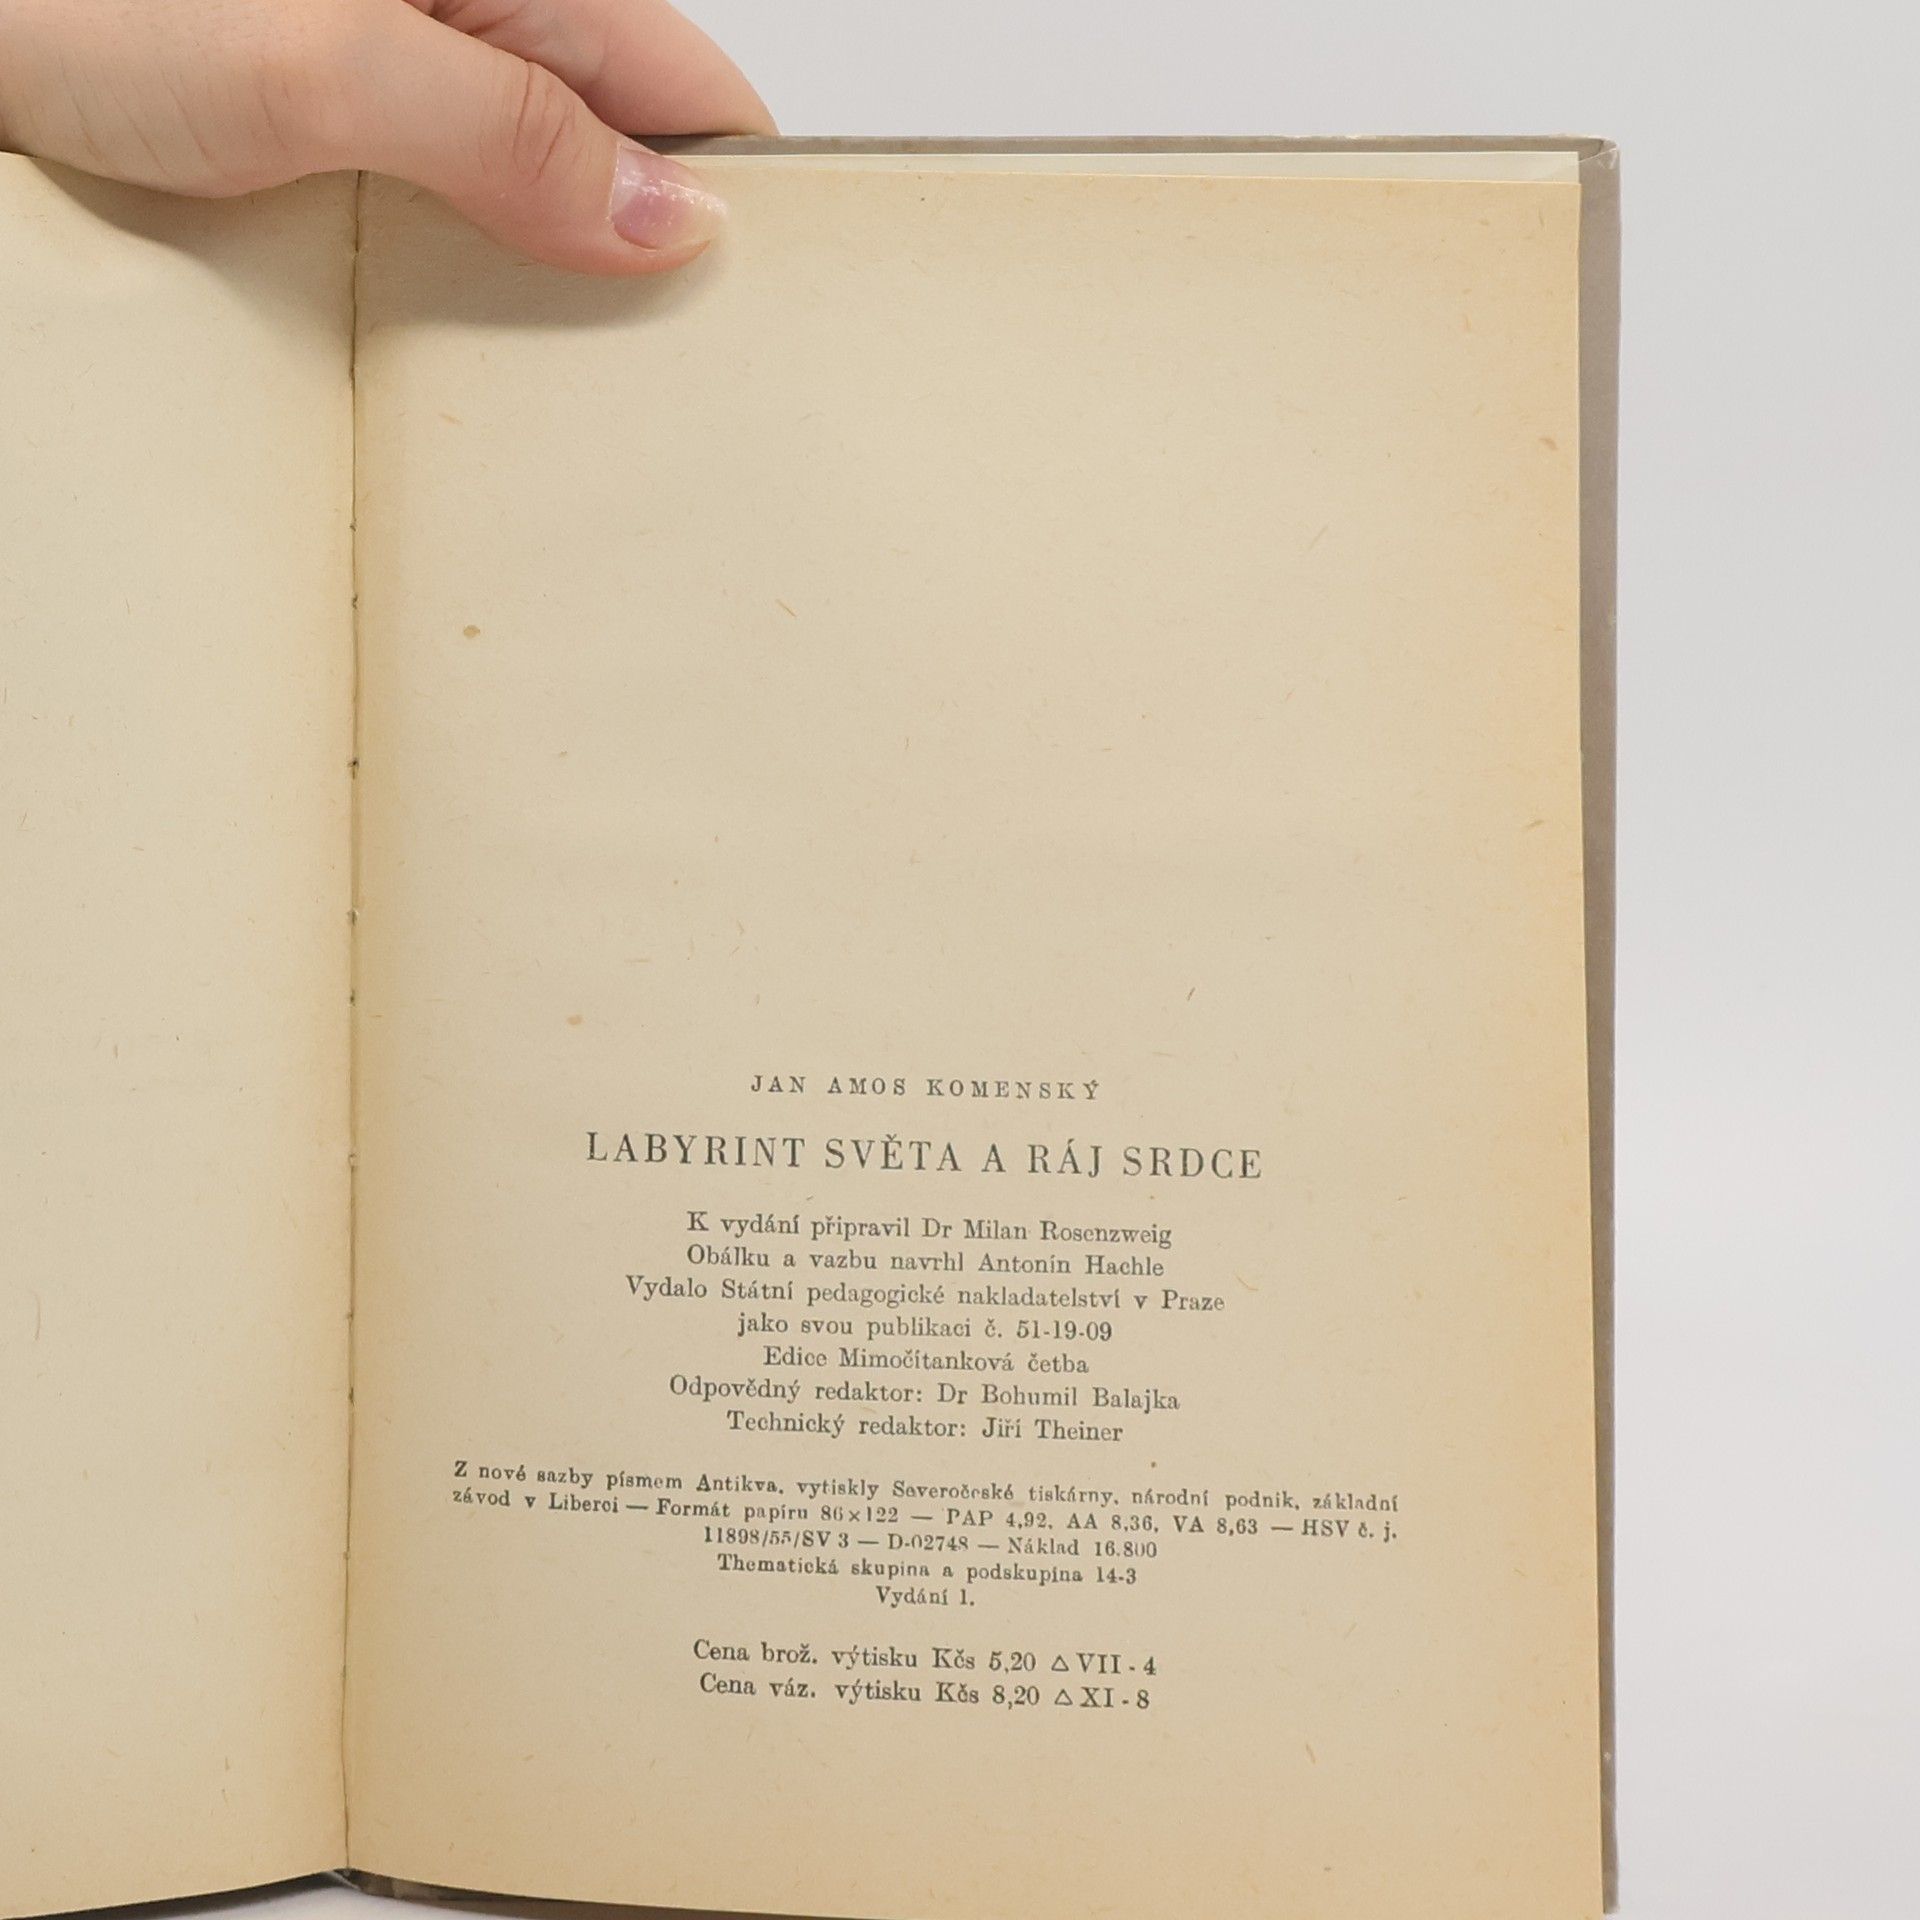 JAN AMOS KOMENSKÝ
LABYRINT SVĚTA A RÁJ SRDCE
K vydání připravil Dr Milan Rosenzweig
Obálku a vazbu navrhl Antonín Hachle
Vydalo Státní pedagogické nakladatelství v Praze
jako svou publikaci č. 51-19-09
Edice Mimočítanková četba
Odpovědný redaktor: Dr Bohumil Balajka
Technický redaktor: Jiří Theiner
Z nové sazby písmem Antikva, vytiskly Severočeské tiskárny, národní podnik, základní
závod v Liberci — Formát papíru 86×122 — PAP 4,92, AA 8,36, VA 8,63 — HSV č. j.
11898/55/SV 3 — D-02748 — Náklad 16.800
Thematická skupina a podskupina 14-3
Vydání 1.
Cena brož. výtisku Kčs 5,20 △ VII - 4
Cena váz. výtisku Kčs 8,20 △ XI - 8